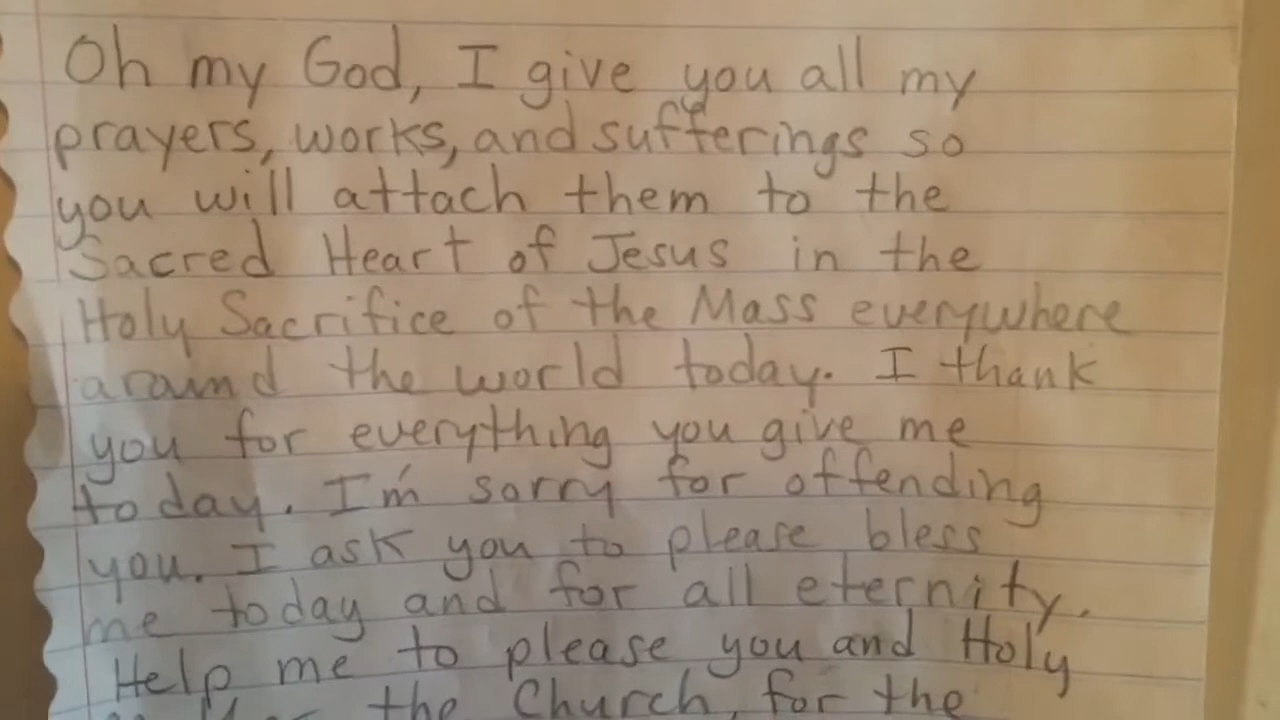 Oh my God, I give you all my
prayers, works, and sufferings so
you will attach them to the
Sacred Heart of Jesus in the
Holy Sacrifice of the Mass everywhere
around the world today. I thank
you for everything you give me
today. I'm sorry for offending
you. I ask you to please bless
me today and for all eternity.
Help me to please you and Holy
the Church, for the